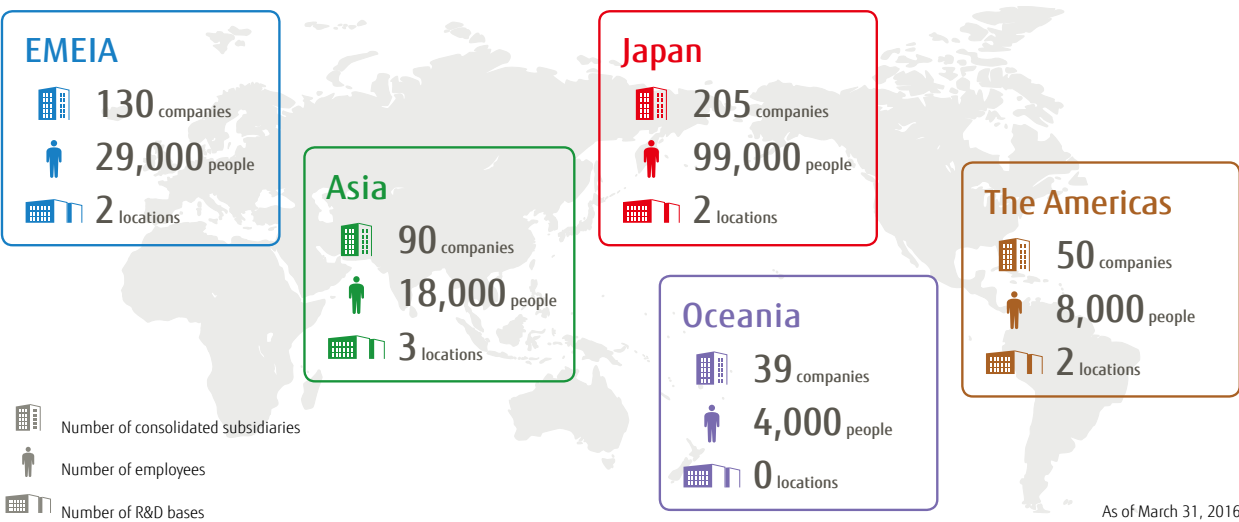 EMEIA
130 companies
29,000 people
2 locations
Asia
90 companies
18,000 people
3 locations
Japan
205 companies
99,000 people
2 locations
Oceania
39 companies
4,000 people
0 locations
The Americas
50 companies
8,000 people
2 locations
Number of consolidated subsidiaries
Number of employees
Number of R&D bases
As of March 31, 2016